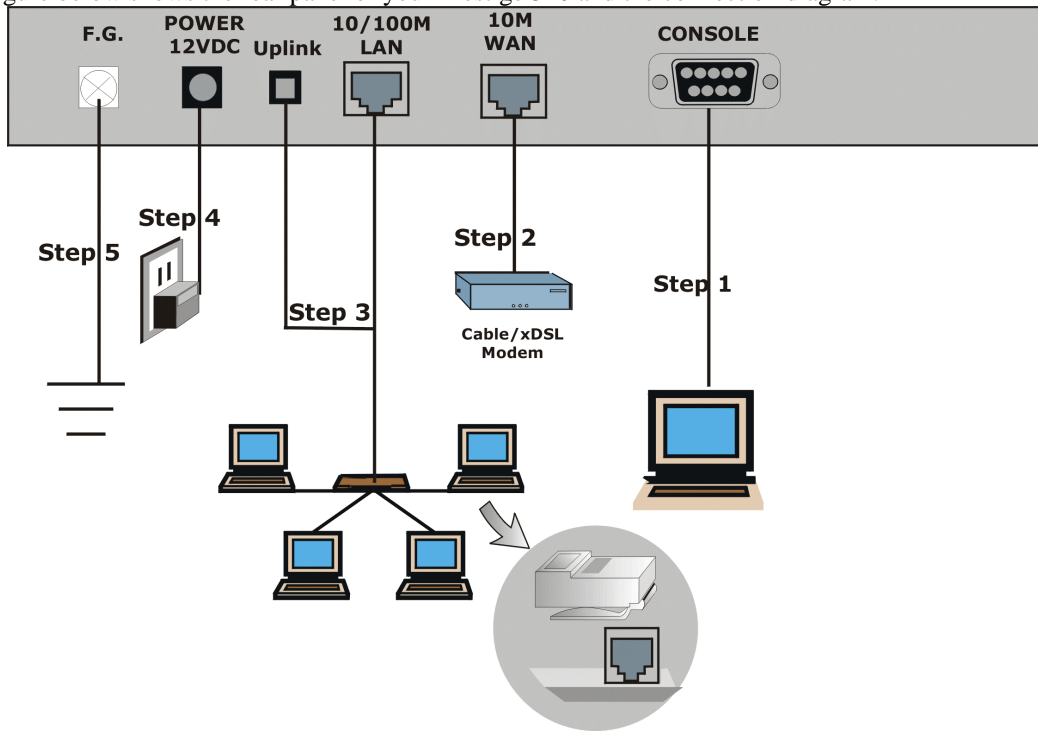 F.G.
POWER
12VDC
Uplink
10/100M
LAN
10M
WAN
CONSOLE
Step 4
Step 5
Step 2
Step 1
Step 3
Cable/xDSL
Modem